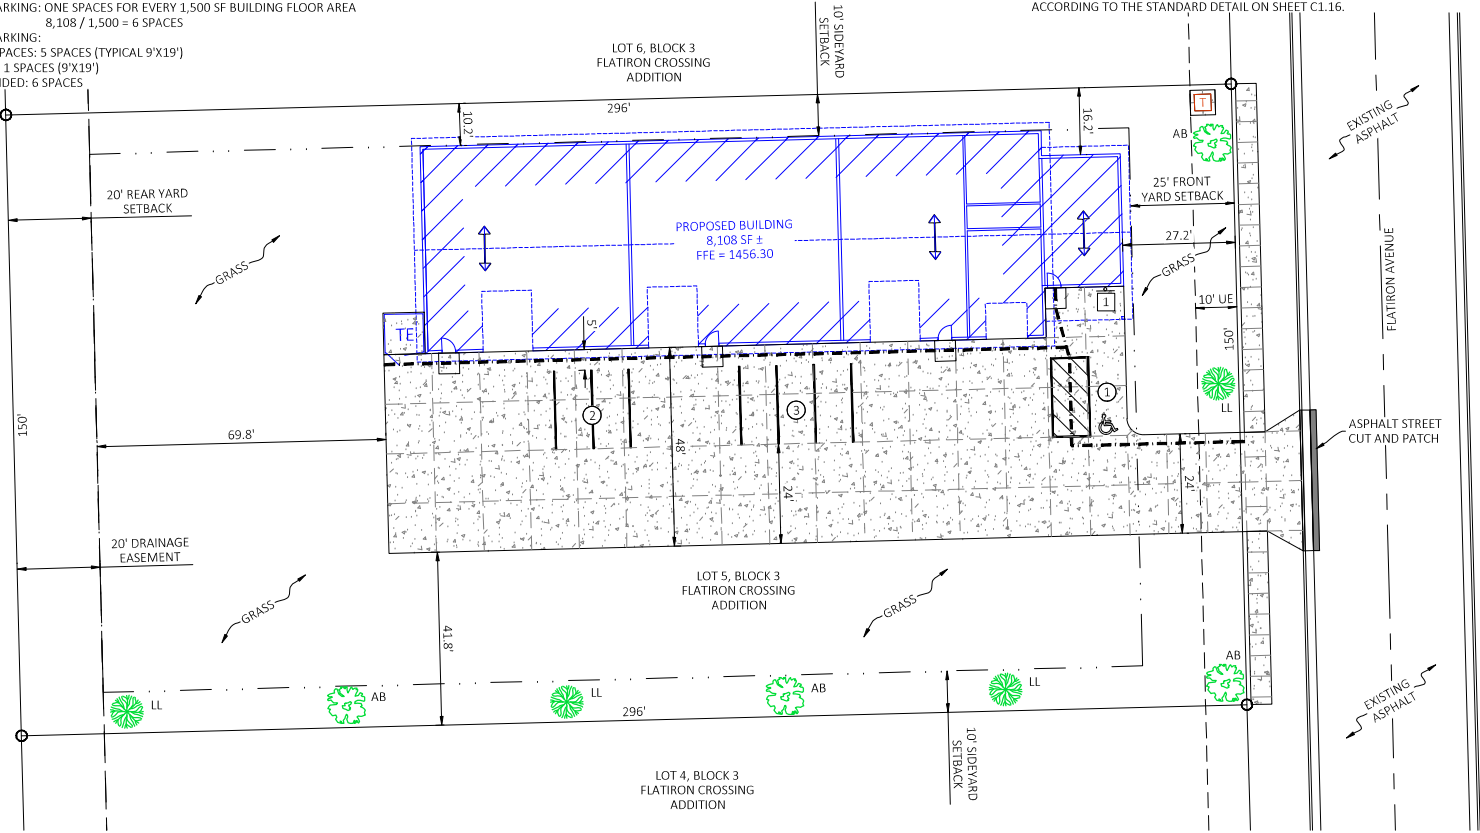 ARKING: ONE SPACES FOR EVERY 1,500 SF BUILDING FLOOR AREA
8,108 / 1,500 = 6 SPACES
ARKING:
PACES: 5 SPACES (TYPICAL 9'X19')
1 SPACES (9'X19')
DED: 6 SPACES
ACCORDING TO THE STANDARD DETAIL ON SHEET C1.16.
LOT 6, BLOCK 3
FLATIRON CROSSING
ADDITION
10' SIDEYARD
SETBACK
296'
10.2'
16.2'
T
AB
EXISTING
ASPHALT
20' REAR YARD
SETBACK
25' FRONT
YARD SETBACK
PROPOSED BUILDING
8,108 SF ±
FFE = 1456.30
27.2'
GRASS
GRASS
FLATIRON AVENUE
10' UE
1
TE
5'
150'
LL
1
2
3
150'
69.8'
48'
24'
24'
ASPHALT STREET
CUT AND PATCH
20' DRAINAGE
EASEMENT
LOT 5, BLOCK 3
FLATIRON CROSSING
ADDITION
GRASS
GRASS
41.8'
AB
LL
AB
LL
AB
LL
296'
EXISTING
ASPHALT
10' SIDEYARD
SETBACK
LOT 4, BLOCK 3
FLATIRON CROSSING
ADDITION